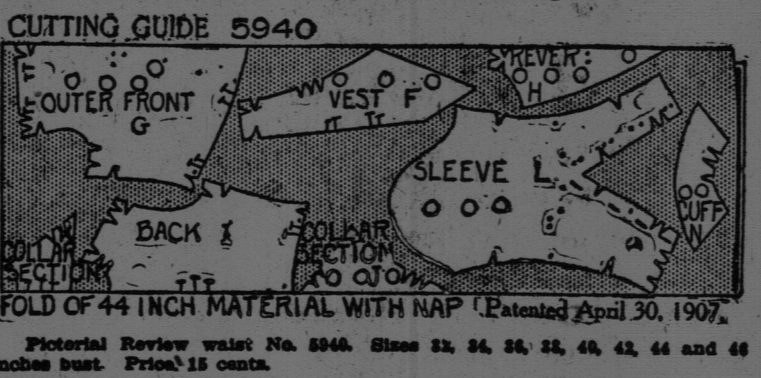 CUTTING GUIDE 5940
REVER
H
OUTER FRONT
G
VEST F
SLEEVE L
CUFF
N
BACK I
COLLAR
SECTION
COLLAR
SECTION
O O J O
FOLD OF 44 INCH MATERIAL WITH NAP Patented April 30, 1907.
Pictorial Review waist No. 5940. Sizes 32, 34, 36, 38, 40, 42, 44 and 46
nches bust. Price, 15 cents.